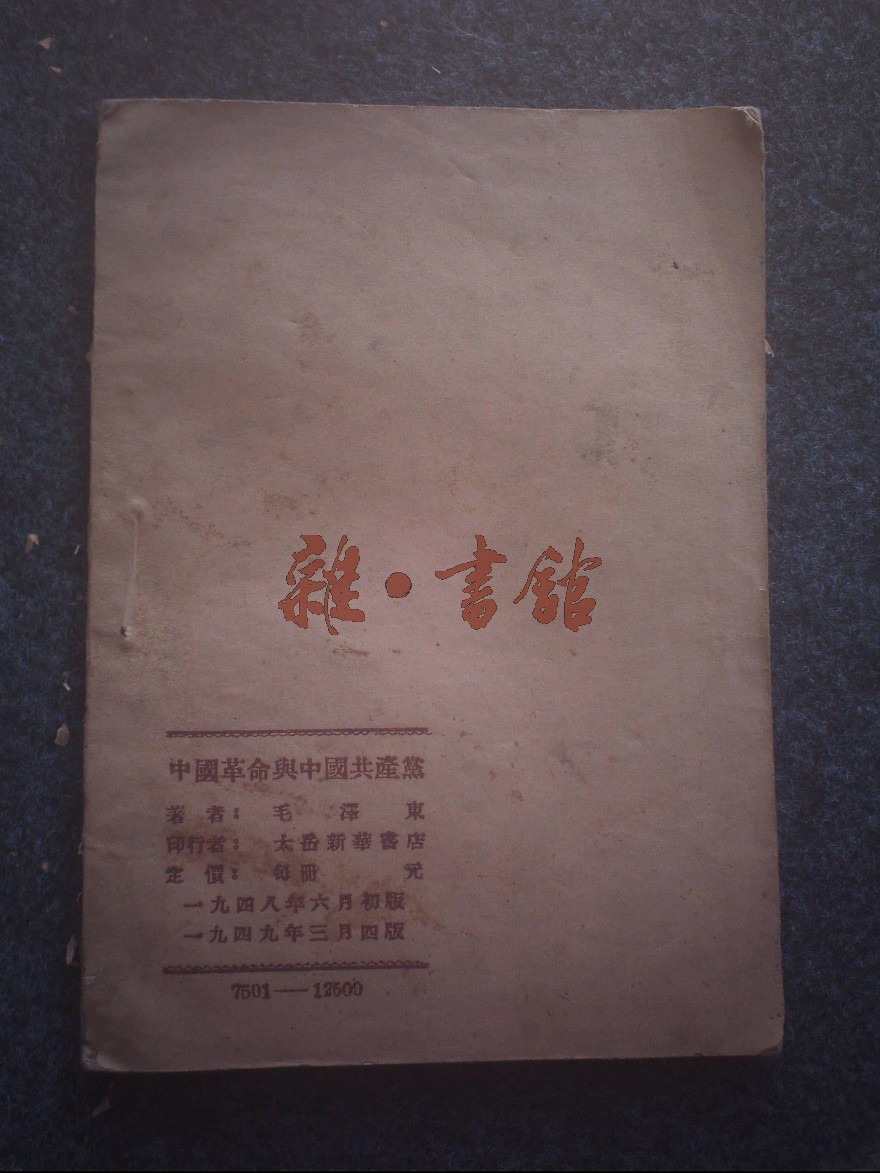 雜·書舘
中國革命與中國共產黨
著者：毛澤東
印行者：太岳新華書店
定價：每冊 元
一九四八年六月初版
一九四九年三月四版
7501——12500